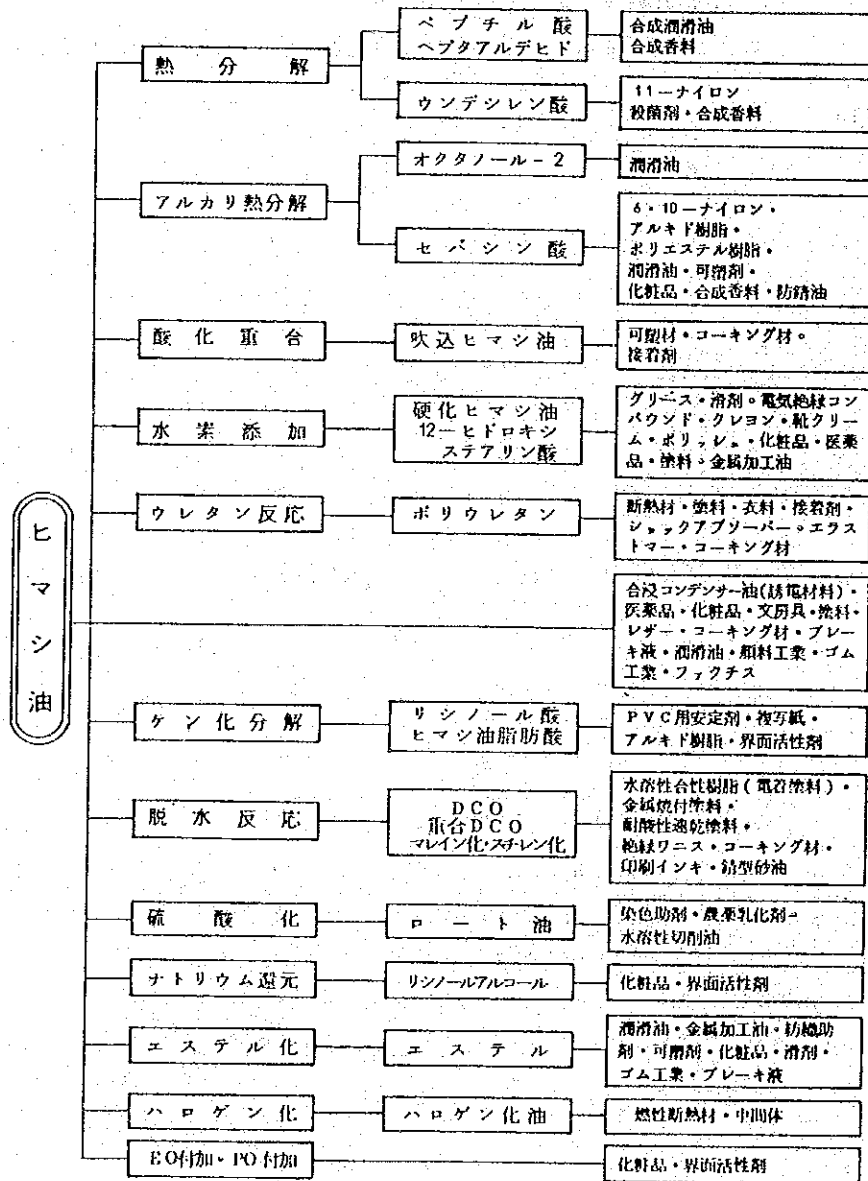 ヒマシ油
熱分解
ヘプチル酸
ヘプタアルデヒド
合成潤滑油
合成香料
ウンデシレン酸
11－ナイロン
殺菌剤・合成香料
アルカリ熱分解
オクタノール-2
潤滑油
セバシン酸
6・10－ナイロン・
アルキド樹脂・
ポリエステル樹脂・
潤滑油・可塑剤・
化粧品・合成香料・防錆油
酸化重合
吹込ヒマシ油
可塑材・コーキング材。
接着剤
水素添加
硬化ヒマシ油
12－ヒドロキシ
ステアリン酸
グリース・滑剤。電気絶縁コン
パウンド・クレヨン・靴クリー
ム・ポリッシュ・化粧品・医薬
品・塗料。金属加工油
ウレタン反応
ポリウレタン
断熱材・塗料・衣料・接着剤・
ショックアブソーバー。エラス
トマー・コーキング材
合浸コンデンサー油(誘電材料)・
医薬品・化粧品・文房具・塗料・
レザー・コーキング材・ブレー
キ液・潤滑油・顔料工業・ゴム
工業・ファクチス
ケン化分解
リシノール酸
ヒマシ油脂肪酸
PVC用安定剤・複写紙・
アルキド樹脂・界面活性剤
脱水反応
DCO
重合DCO
マレイン化・スチレン化
水溶性合性樹脂(電着塗料)・
金属焼付塗料・
耐酸性速乾塗料・
絶縁ワニス・コーキング材・
印刷インキ・鋳型砂油
硫酸化
ロート油
染色助剤・農薬乳化剤－
水溶性切削油
ナトリウム還元
リシノールアルコール
化粧品・界面活性剤
エステル化
エステル
潤滑油・金属加工油・紡織助
剤・可塑剤・化粧品・滑剤・
ゴム工業・ブレーキ液
ハロゲン化
ハロゲン化油
燃性断熱材・中間体
EO付加・PO付加
化粧品・界面活性剤